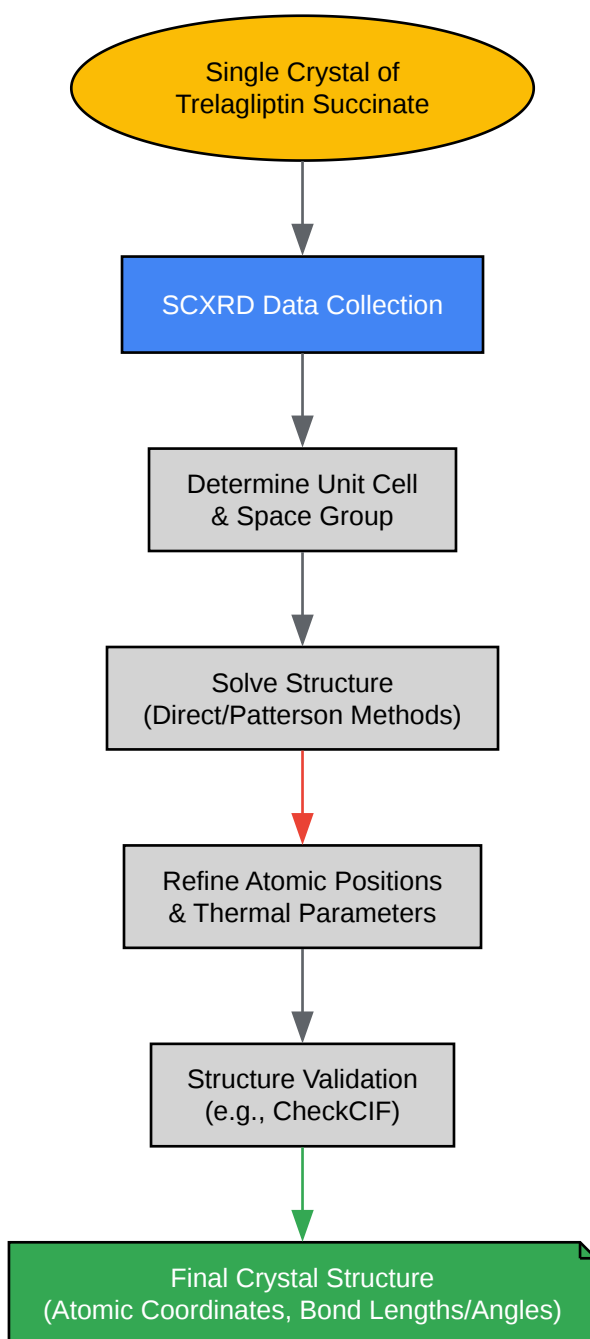 Single Crystal of
Trelagliptin Succinate
SCXRD Data Collection
Determine Unit Cell
& Space Group
Solve Structure
(Direct/Patterson Methods)
Refine Atomic Positions
& Thermal Parameters
Structure Validation
(e.g., CheckCIF)
Final Crystal Structure
(Atomic Coordinates, Bond Lengths/Angles)